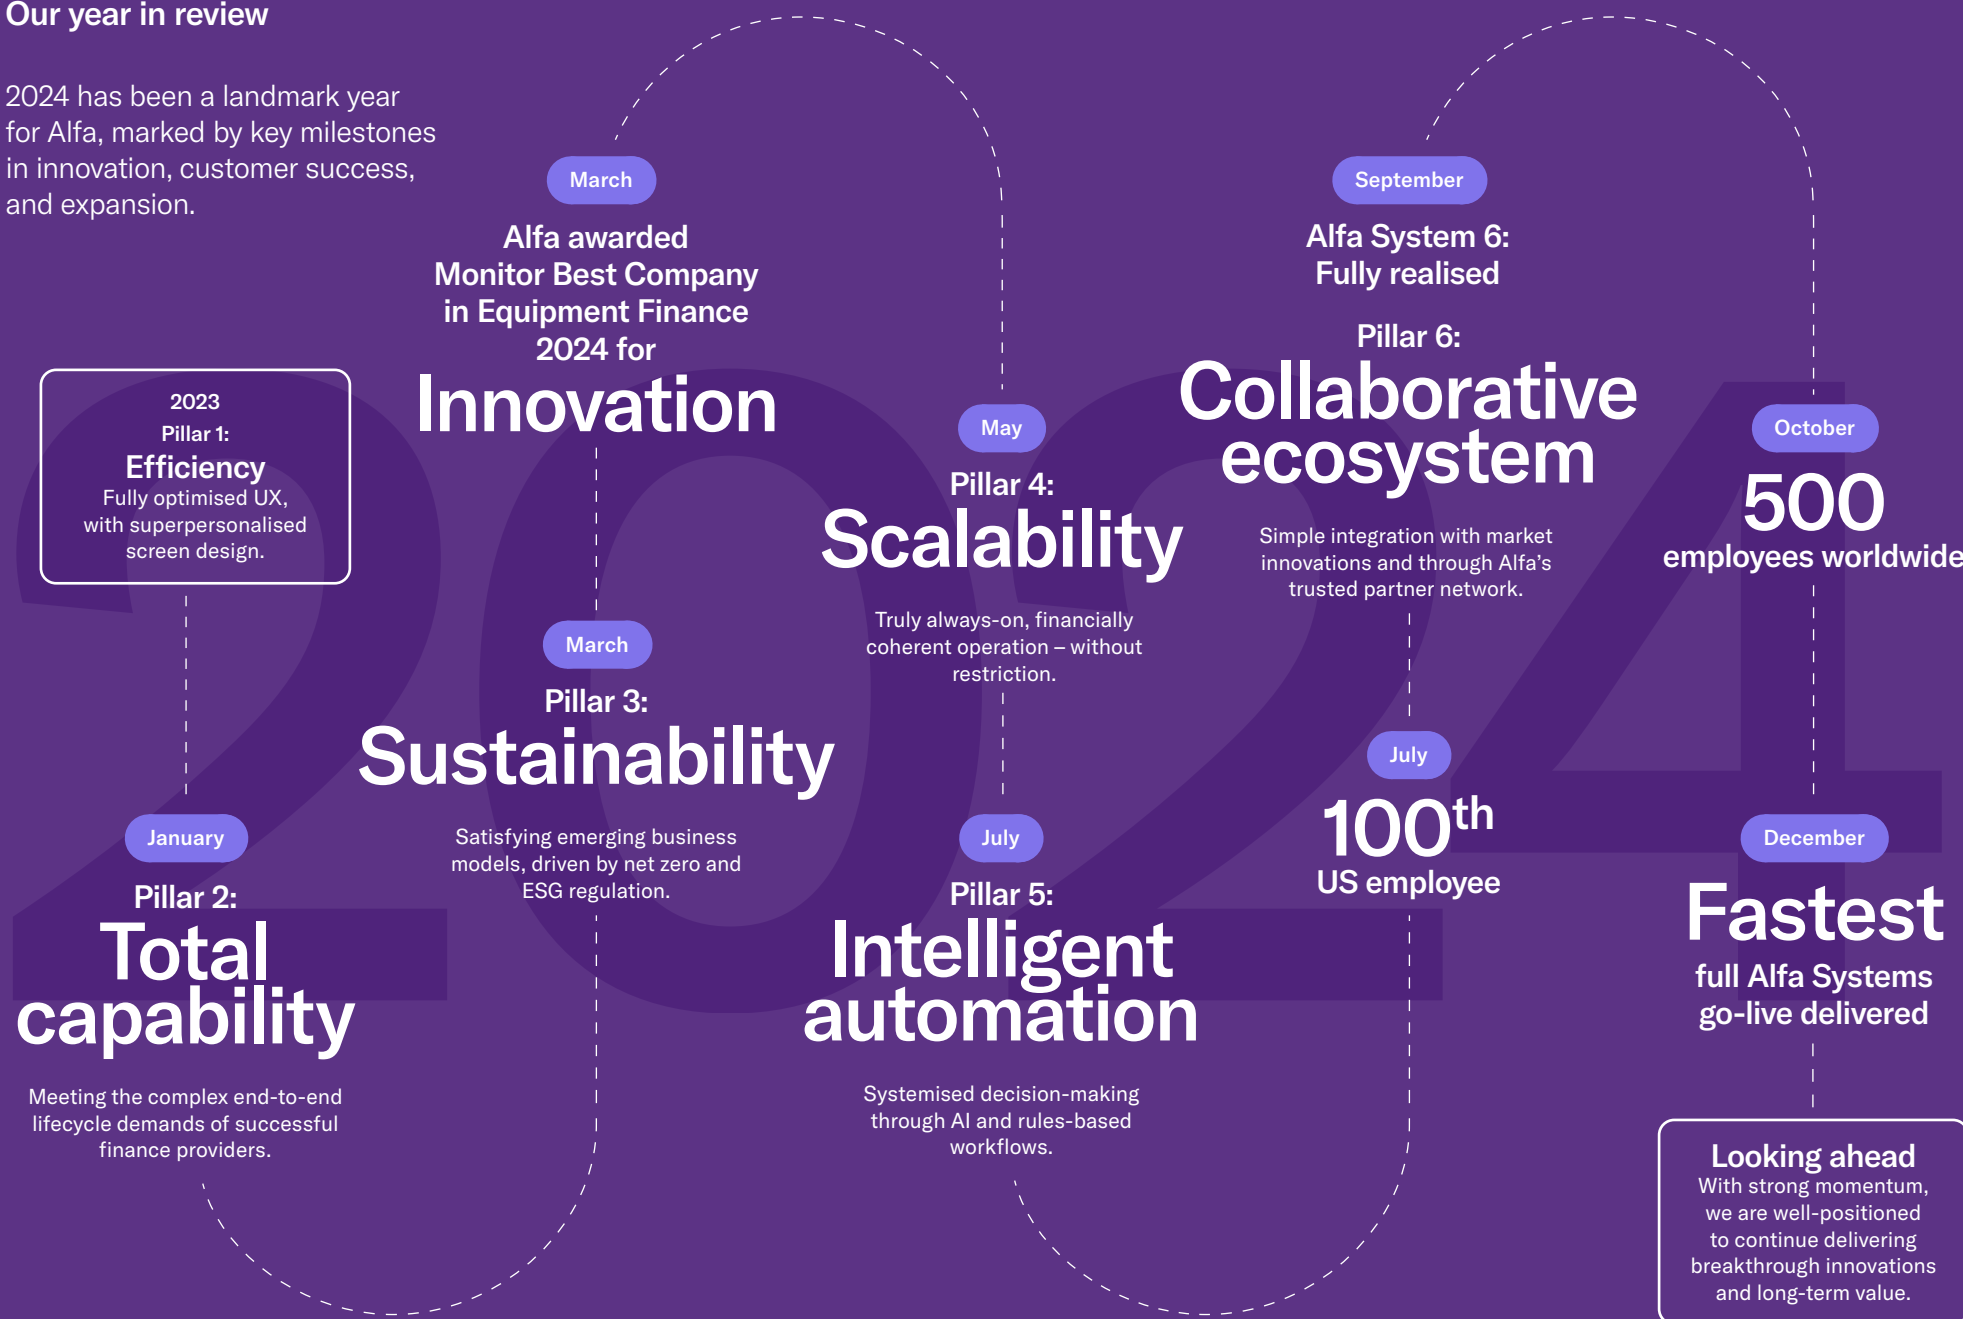 Our year in review
2024 has been a landmark year
for Alfa, marked by key milestones
in innovation, customer success,
and expansion.
2023
Pillar 1:
Efficiency
Fully optimised UX,
with superpersonalised
screen design.
January
Pillar 2:
Total
capability
Meeting the complex end-to-end
lifecycle demands of successful
finance providers.
March
Pillar 3:
Sustainability
Satisfying emerging business
models, driven by net zero and
ESG regulation.
March
Alfa awarded
Monitor Best Company
in Equipment Finance
2024 for
Innovation
May
Pillar 4:
Scalability
Truly always-on, financially
coherent operation – without
restriction.
July
Pillar 5:
Intelligent
automation
Systemised decision-making
through AI and rules-based
workflows.
July
100th
US employee
September
Alfa System 6:
Fully realised
Pillar 6:
Collaborative
ecosystem
Simple integration with market
innovations and through Alfa’s
trusted partner network.
October
500
employees worldwide
December
Fastest
full Alfa Systems
go-live delivered
Looking ahead
With strong momentum,
we are well-positioned
to continue delivering
breakthrough innovations
and long-term value.
2024